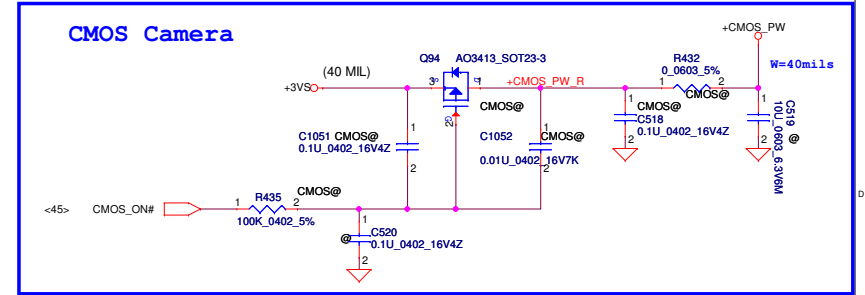 CMOS Camera
+CMOS_PW
Q94 AO3413_SOT23-3
R432
0_0603_5%
W=40mils
(40 MIL)
+3VS
3
S
D
1
+CMOS_PW_R
1
2
CMOS@
G
2
CMOS@
1
C1051 CMOS@
0.1U_0402_16V4Z
2
1
CMOS@
C1052
0.01U_0402_16V7K
2
1
CMOS@
C518
0.1U_0402_16V4Z
2
1
C519
10U_0603_6.3V6M
@
2
D
<45>
CMOS_ON#
1
R435
2
CMOS@
100K_0402_5%
1
@
C520
0.1U_0402_16V4Z
2